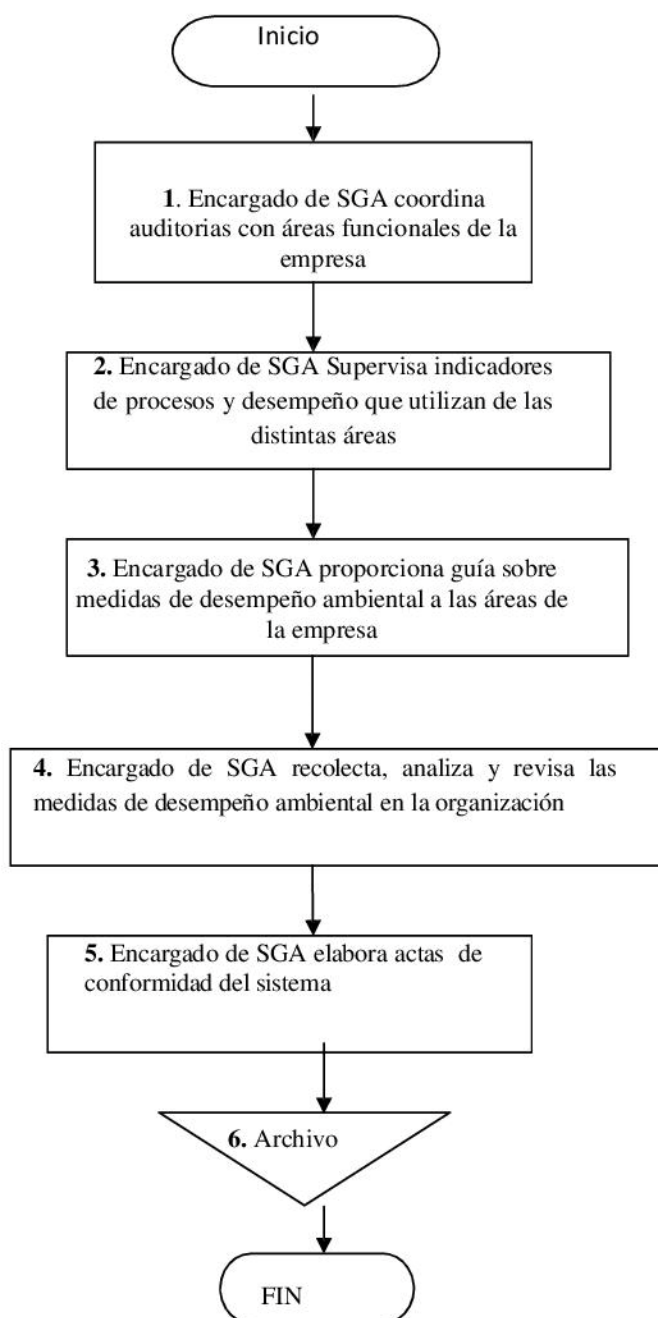 Inicio
1. Encargado de SGA coordina
auditorias con áreas funcionales de la
empresa
2. Encargado de SGA Supervisa indicadores
de procesos y desempeño que utilizan de las
distintas áreas
3. Encargado de SGA proporciona guía sobre
medidas de desempeño ambiental a las áreas de
la empresa
4. Encargado de SGA recolecta, analiza y revisa las
medidas de desempeño ambiental en la organización
5. Encargado de SGA elabora actas de
conformidad del sistema
6. Archivo
FIN